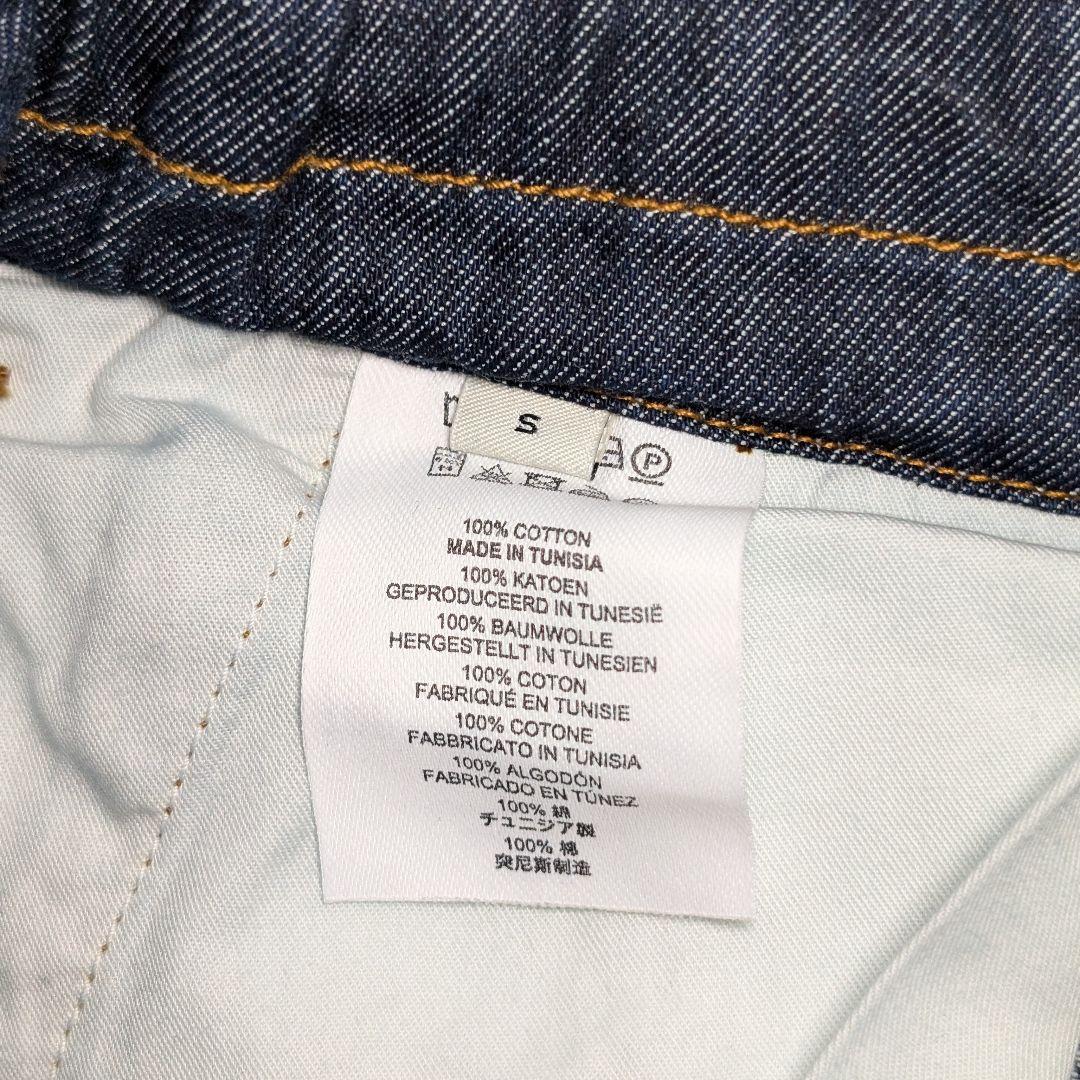 S
P
100% COTTON
MADE IN TUNISIA
100% KATOEN
GEPRODUCEERD IN TUNESIË
100% BAUMWOLLE
HERGESTELLT IN TUNESIEN
100% COTON
FABRIQUÉ EN TUNISIE
100% COTONE
FABBRICATO IN TUNISIA
100% ALGODÓN
FABRICADO EN TÚNEZ
100% 綿
チュニジア製
100% 棉
突尼斯制造